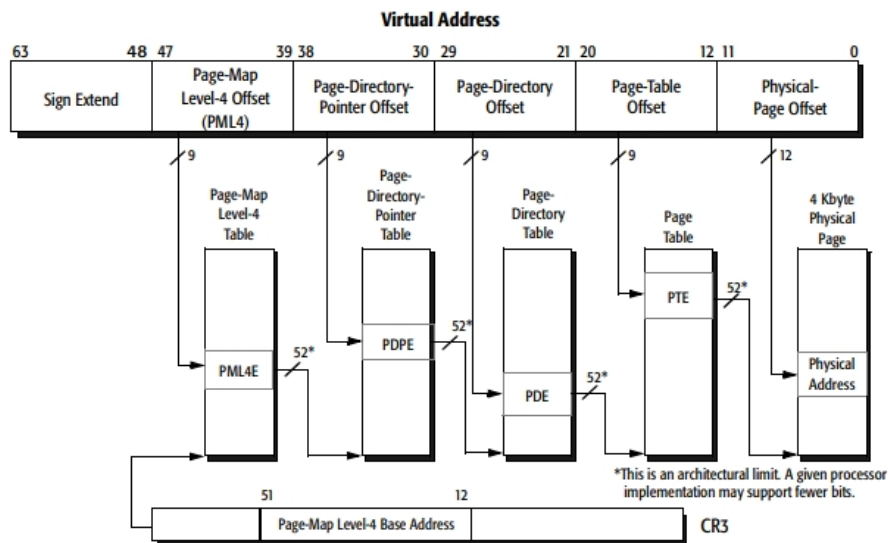 Virtual Address
63 48 47 39 38 30 29 21 20 12 11 0
Sign Extend
Page-Map
Level-4 Offset
(PML4)
Page-Directory-
Pointer Offset
Page-Directory
Offset
Page-Table
Offset
Physical-
Page Offset
9 9 9 9 12
Page-Map
Level-4
Table
Page-
Directory-
Pointer
Table
Page-
Directory
Table
Page
Table
4 Kbyte
Physical
Page
PML4E
52*
PDPE
52*
PDE
52*
PTE
52*
Physical
Address
*This is an architectural limit. A given processor
implementation may support fewer bits.
51 12
Page-Map Level-4 Base Address
CR3